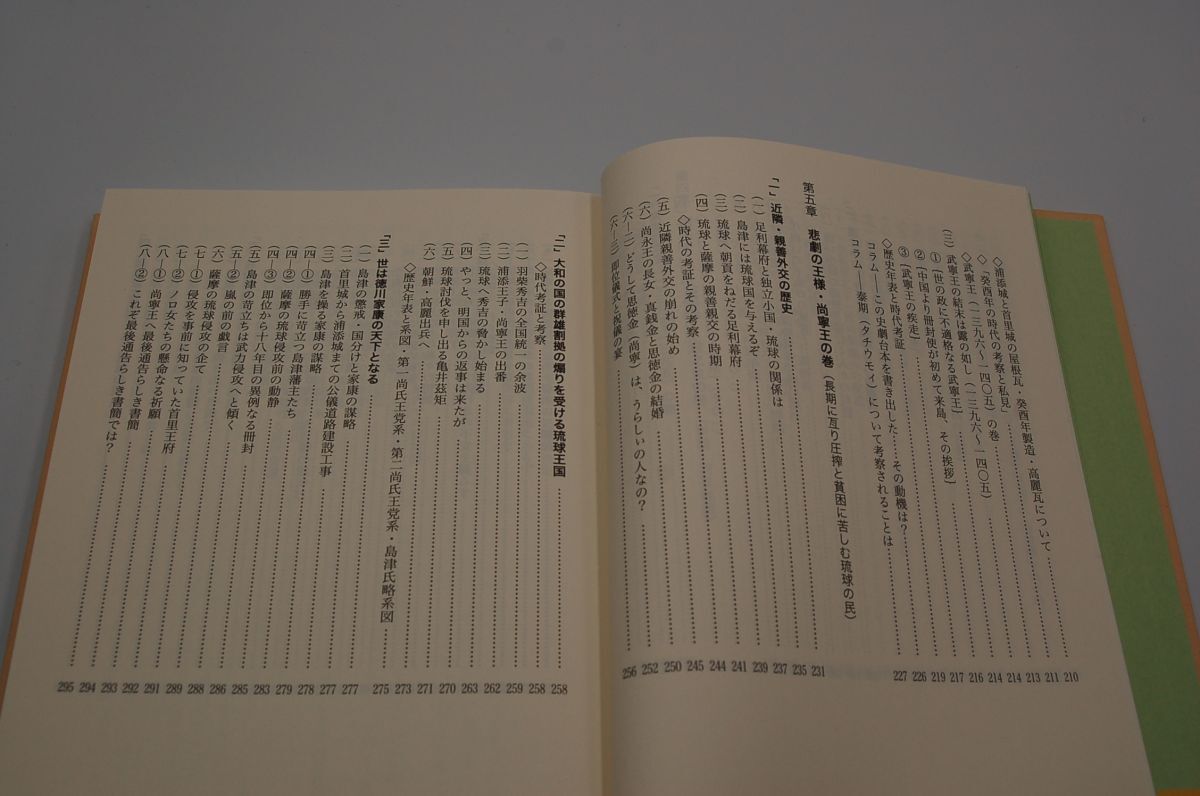 ◇浦添城と首里城の屋根瓦・癸酉年製造・高麗瓦について
◇「癸酉年の時代の考察と私見」
◇武寧王(一三九六〜一四〇五)の巻
(三)武寧王の結末は露の如し(一三九六〜一四〇五)
①(世の政に不適格なる武寧王)
②(中国より冊封使が初めて来島、その挨拶)
③(武寧王の疾走)
◇歴史年表と時代考証
コラム――この史劇台本を書き出した その動機は?
コラム――泰期(タチウモイ)について考察されることは
第五章 悲劇の王様・尚寧王の巻(長期に亙り圧搾と貧困に苦しむ琉球の民)
「一」近隣・親善外交の歴史
(一)足利幕府と独立小国・琉球の関係は
(二)島津には琉球国を与えるぞ
(三)琉球へ朝貢をねだる足利幕府
(四)琉球と薩摩の親善親交の時期
◇時代の考証とその考察
(五)近隣親善外交の崩れの始め
(六)尚永王の長女・真銭金と思徳金の結婚
(六―二)どうして思徳金(尚寧)は、うらしぃの人なの?
(六―三)即位儀式と祝儀の宴
210 211 213 214 214 216 217 219 226 227 231 235 237 239 241 244 245 250 252 256
「二」大和の国の群雄割拠の煽りを受ける琉球王国
◇時代考証と考察
(一)羽柴秀吉の全国統一の余波
(二)浦添王子・尚寧王の出番
(三)琉球へ秀吉の脅かし始まる
(四)やっと、明国からの返事は来たが
(五)琉球討伐を申し出る亀井茲矩
(六)朝鮮・高麗出兵へ
◇歴史年表と系図・第一尚氏王党系・第二尚氏王党系・島津氏略系図
「三」世は徳川家康の天下となる
(一)島津の懲戒・国分けと家康の謀略
(二)首里城から浦添城までの公儀道路建設工事
(三)島津を操る家康の謀略
(四―①)勝手に苛立つ島津藩主たち
(四―②)薩摩の琉球侵攻前の動静
(四―③)即位から十八年目の異例なる冊封
(五―①)島津の苛立ちは武力侵攻へと傾く
(五―②)嵐の前の戯言
(六)薩摩の琉球侵攻の企て
(七―①)侵攻を事前に知っていた首里王府
(七―②)ノロ女たちの懸命なる祈願
(八―①)尚寧王へ最後通告らしき書簡
(八―②)これぞ最後通告らしき書簡では?
258 258 259 262 263 270 271 273 275 277 277 278 279 283 285 286 288 289 291 292 293 294 295